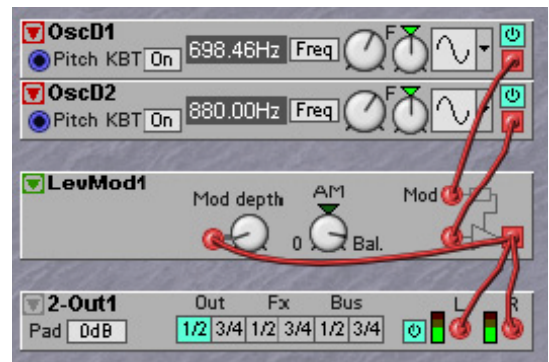 OscD1
Pitch KBT On 698.46Hz Freq F
OscD2
Pitch KBT On 880.00Hz Freq F
LevMod1
Mod depth AM Mod
0 Bal.
2-Out1 Out Fx Bus L R
Pad 0dB 1/2 3/4 1/2 3/4 1/2 3/4